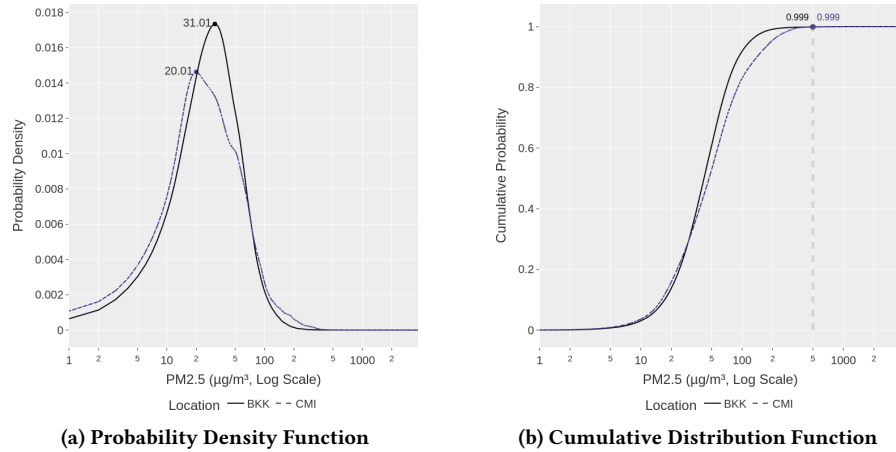 0.018
0.016
0.014
0.012
0.01
0.008
0.006
0.004
0.002
0
Probability Density
31.01
20.01
1 2 5 10 2 5 100 2 5 1000 2
PM2.5 (µg/m³, Log Scale)
Location BKK CMI
(a) Probability Density Function
1
0.8
0.6
0.4
0.2
0
Cumulative Probability
0.999 0.999
1 2 5 10 2 5 100 2 5 1000 2
PM2.5 (µg/m³, Log Scale)
Location BKK CMI
(b) Cumulative Distribution Function